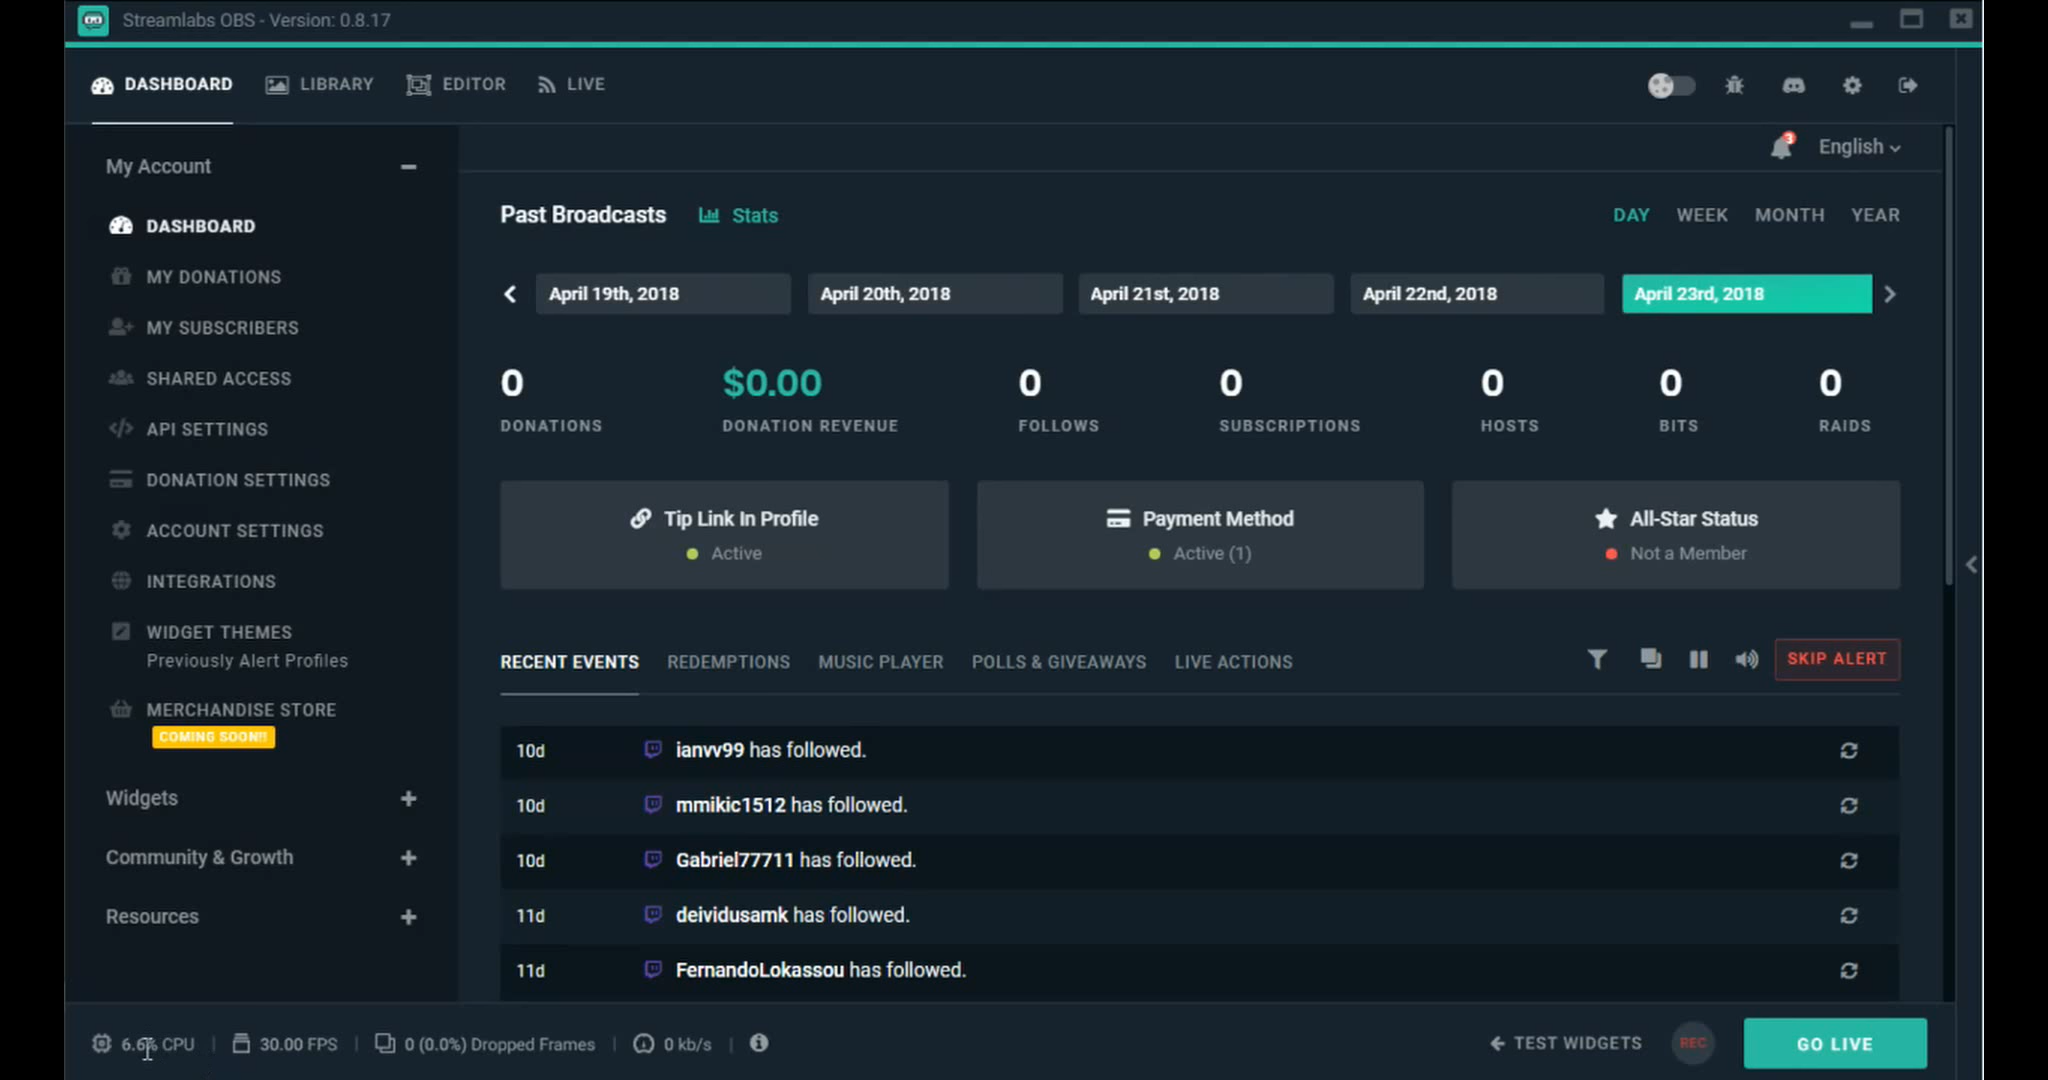 Streamlabs OBS - Version: 0.8.17
DASHBOARD LIBRARY EDITOR LIVE
3 English
My Account
DASHBOARD
MY DONATIONS
MY SUBSCRIBERS
SHARED ACCESS
API SETTINGS
DONATION SETTINGS
ACCOUNT SETTINGS
INTEGRATIONS
WIDGET THEMES
Previously Alert Profiles
MERCHANDISE STORE
COMING SOON!!
Widgets
Community & Growth
Resources
Past Broadcasts Stats DAY WEEK MONTH YEAR
April 19th, 2018 April 20th, 2018 April 21st, 2018 April 22nd, 2018 April 23rd, 2018
0 $0.00 0 0 0 0 0
DONATIONS DONATION REVENUE FOLLOWS SUBSCRIPTIONS HOSTS BITS RAIDS
Tip Link In Profile Payment Method All-Star Status
Active Active (1) Not a Member
RECENT EVENTS REDEMPTIONS MUSIC PLAYER POLLS & GIVEAWAYS LIVE ACTIONS SKIP ALERT
10d ianvv99 has followed.
10d mmikic1512 has followed.
10d Gabriel77711 has followed.
11d deividusamk has followed.
11d FernandoLokassou has followed.
6.6% CPU 30.00 FPS 0 (0.0%) Dropped Frames 0 kb/s TEST WIDGETS REC GO LIVE